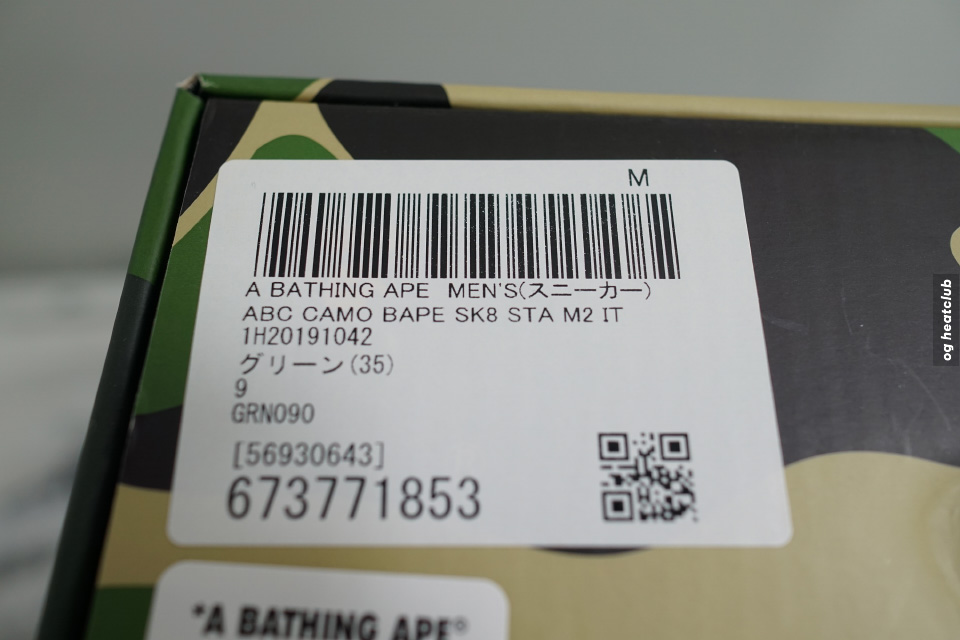 M
A BATHING APE MEN'S(スニーカー)
ABC CAMO BAPE SK8 STA M2 IT
1H20191042
グリーン(35)
9
GRN090
[56930643]
673771853
"A BATHING APE®
og heatclub